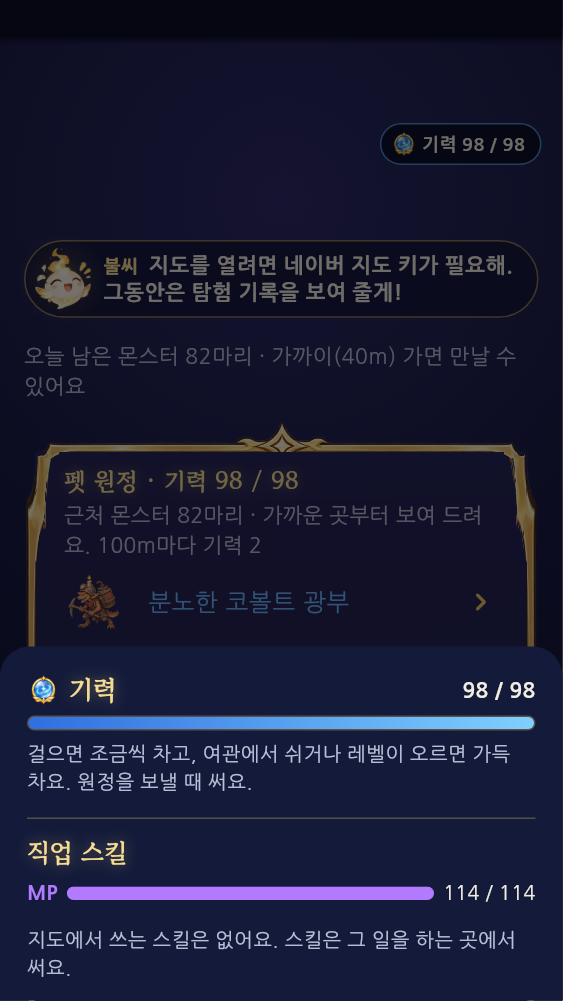 기력 98 / 98
불씨 지도를 열려면 네이버 지도 키가 필요해.
그동안은 탐험 기록을 보여 줄게!
오늘 남은 몬스터 82마리 · 가까이(40m) 가면 만날 수
있어요
펫 원정 · 기력 98 / 98
근처 몬스터 82마리 · 가까운 곳부터 보여 드려
요. 100m마다 기력 2
분노한 코볼트 광부
기력 98 / 98
걸으면 조금씩 차고, 여관에서 쉬거나 레벨이 오르면 가득
차요. 원정을 보낼 때 써요.
직업 스킬
MP 114 / 114
지도에서 쓰는 스킬은 없어요. 스킬은 그 일을 하는 곳에서
써요.